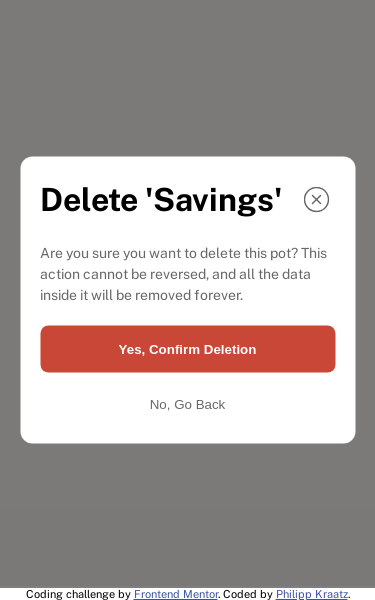 Delete 'Savings'
Are you sure you want to delete this pot? This
action cannot be reversed, and all the data
inside it will be removed forever.
Yes, Confirm Deletion
No, Go Back
Coding challenge by Frontend Mentor. Coded by Philipp Kraatz.